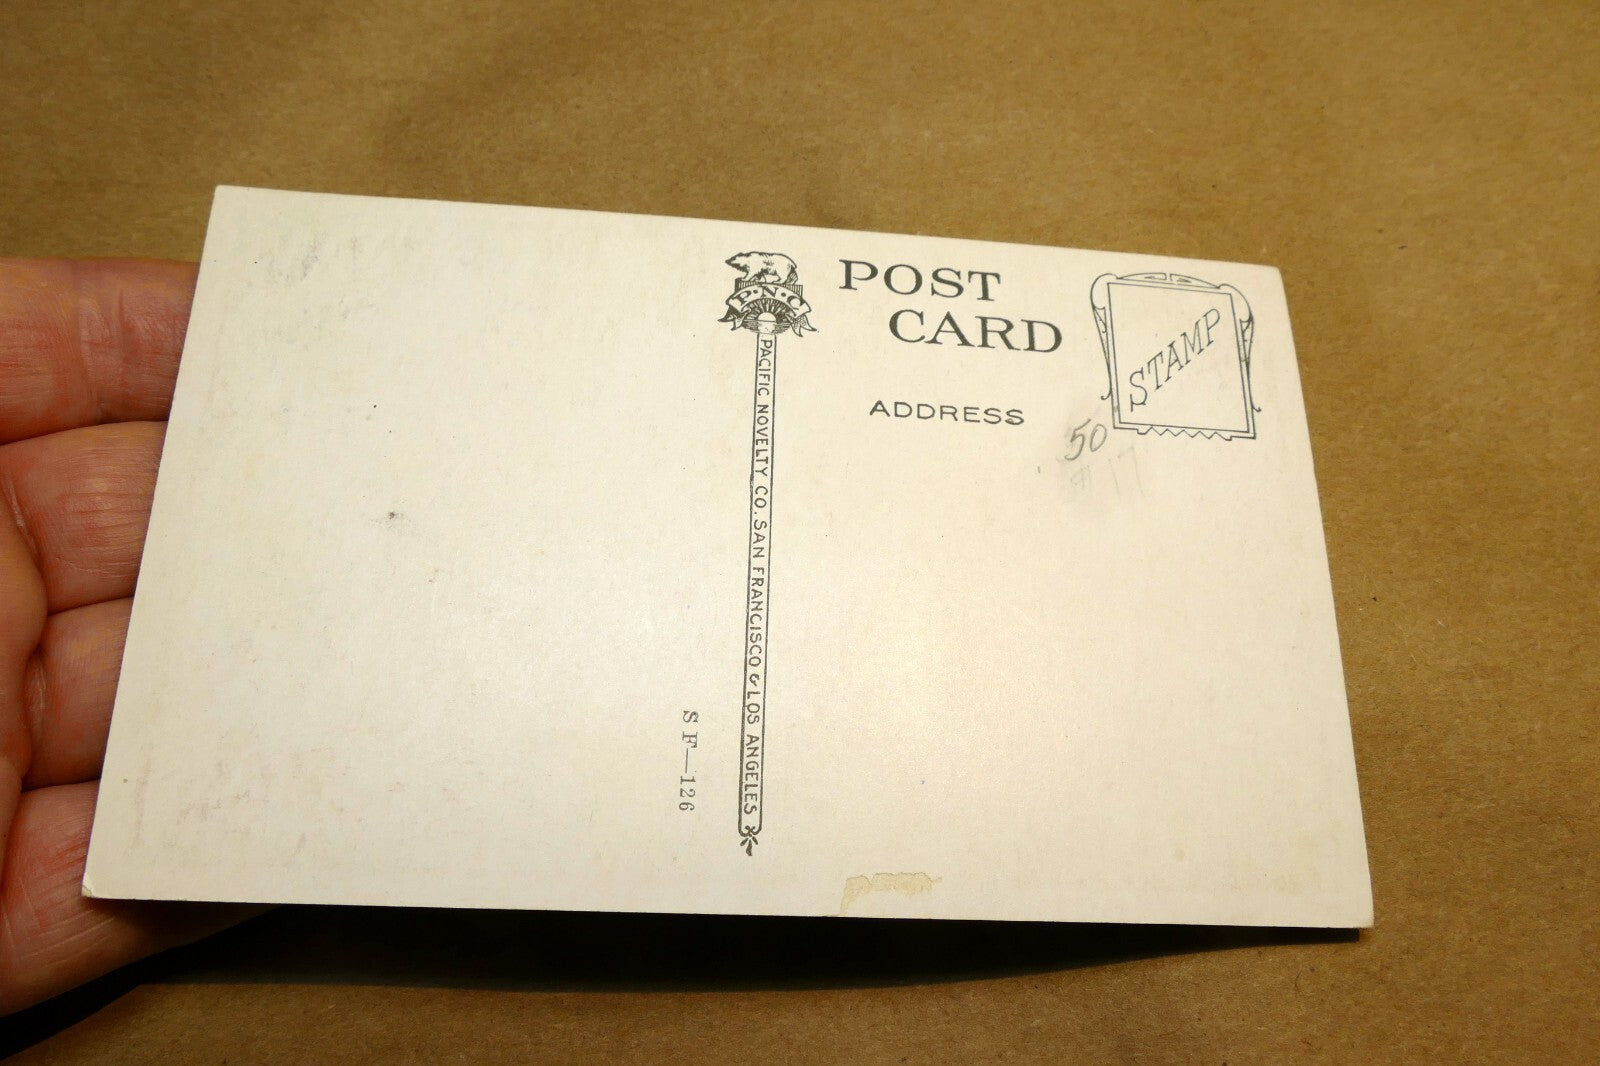 P·N·C
POST
CARD
STAMP
ADDRESS
50
# 17
PACIFIC NOVELTY CO. SAN FRANCISCO & LOS ANGELES
SF—126